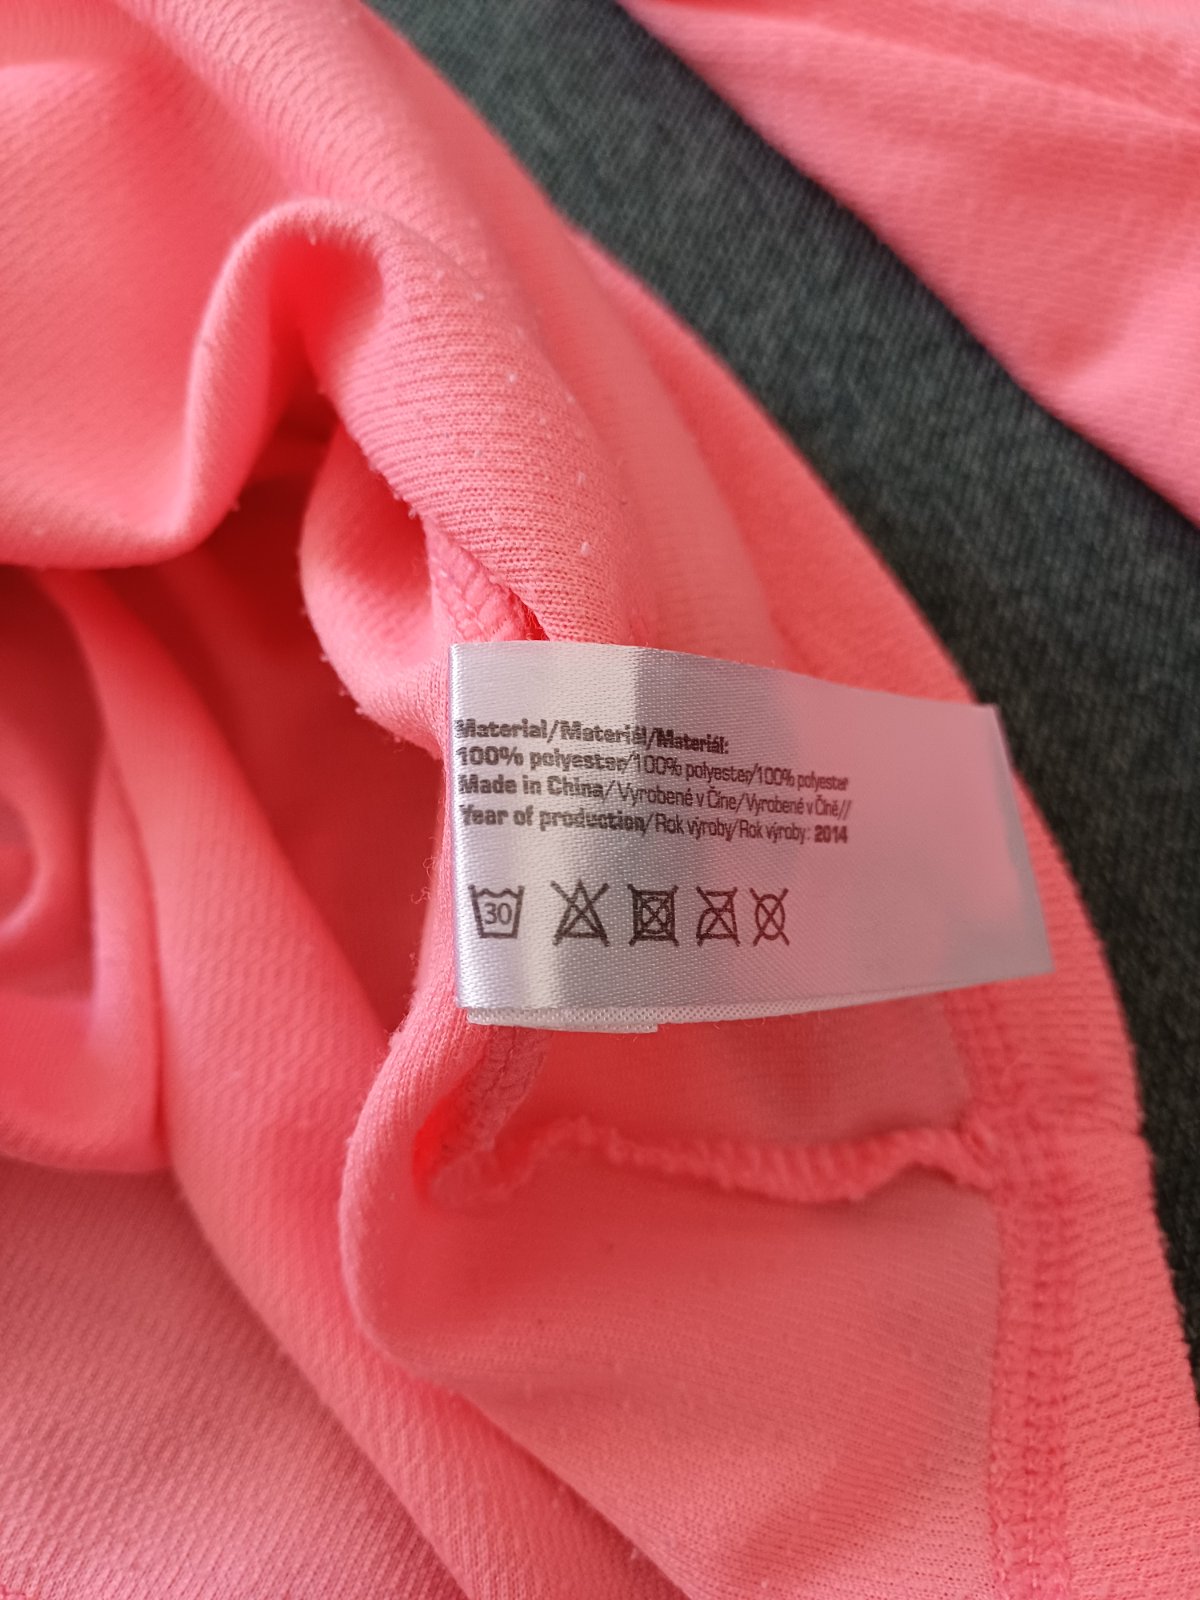 Material/Materiál/Materiál:
100% polyester/100% polyester/100% polyester
Made in China/Vyrobené v Číne/Vyrobené v Číně//
Year of production/Rok výroby/Rok výroby: 2014
30